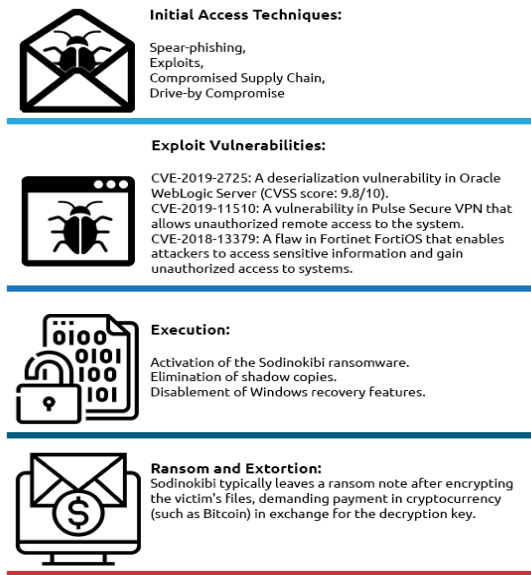 Initial Access Techniques:
Spear-phishing,
Exploits,
Compromised Supply Chain,
Drive-by Compromise
Exploit Vulnerabilities:
CVE-2019-2725: A deserialization vulnerability in Oracle
WebLogic Server (CVSS score: 9.8/10).
CVE-2019-11510: A vulnerability in Pulse Secure VPN that
allows unauthorized remote access to the system.
CVE-2018-13379: A flaw in Fortinet FortiOS that enables
attackers to access sensitive information and gain
unauthorized access to systems.
0100
0101
100
101
Execution:
Activation of the Sodinokibi ransomware.
Elimination of shadow copies.
Disablement of Windows recovery features.
$
Ransom and Extortion:
Sodinokibi typically leaves a ransom note after encrypting
the victim's files, demanding payment in cryptocurrency
(such as Bitcoin) in exchange for the decryption key.